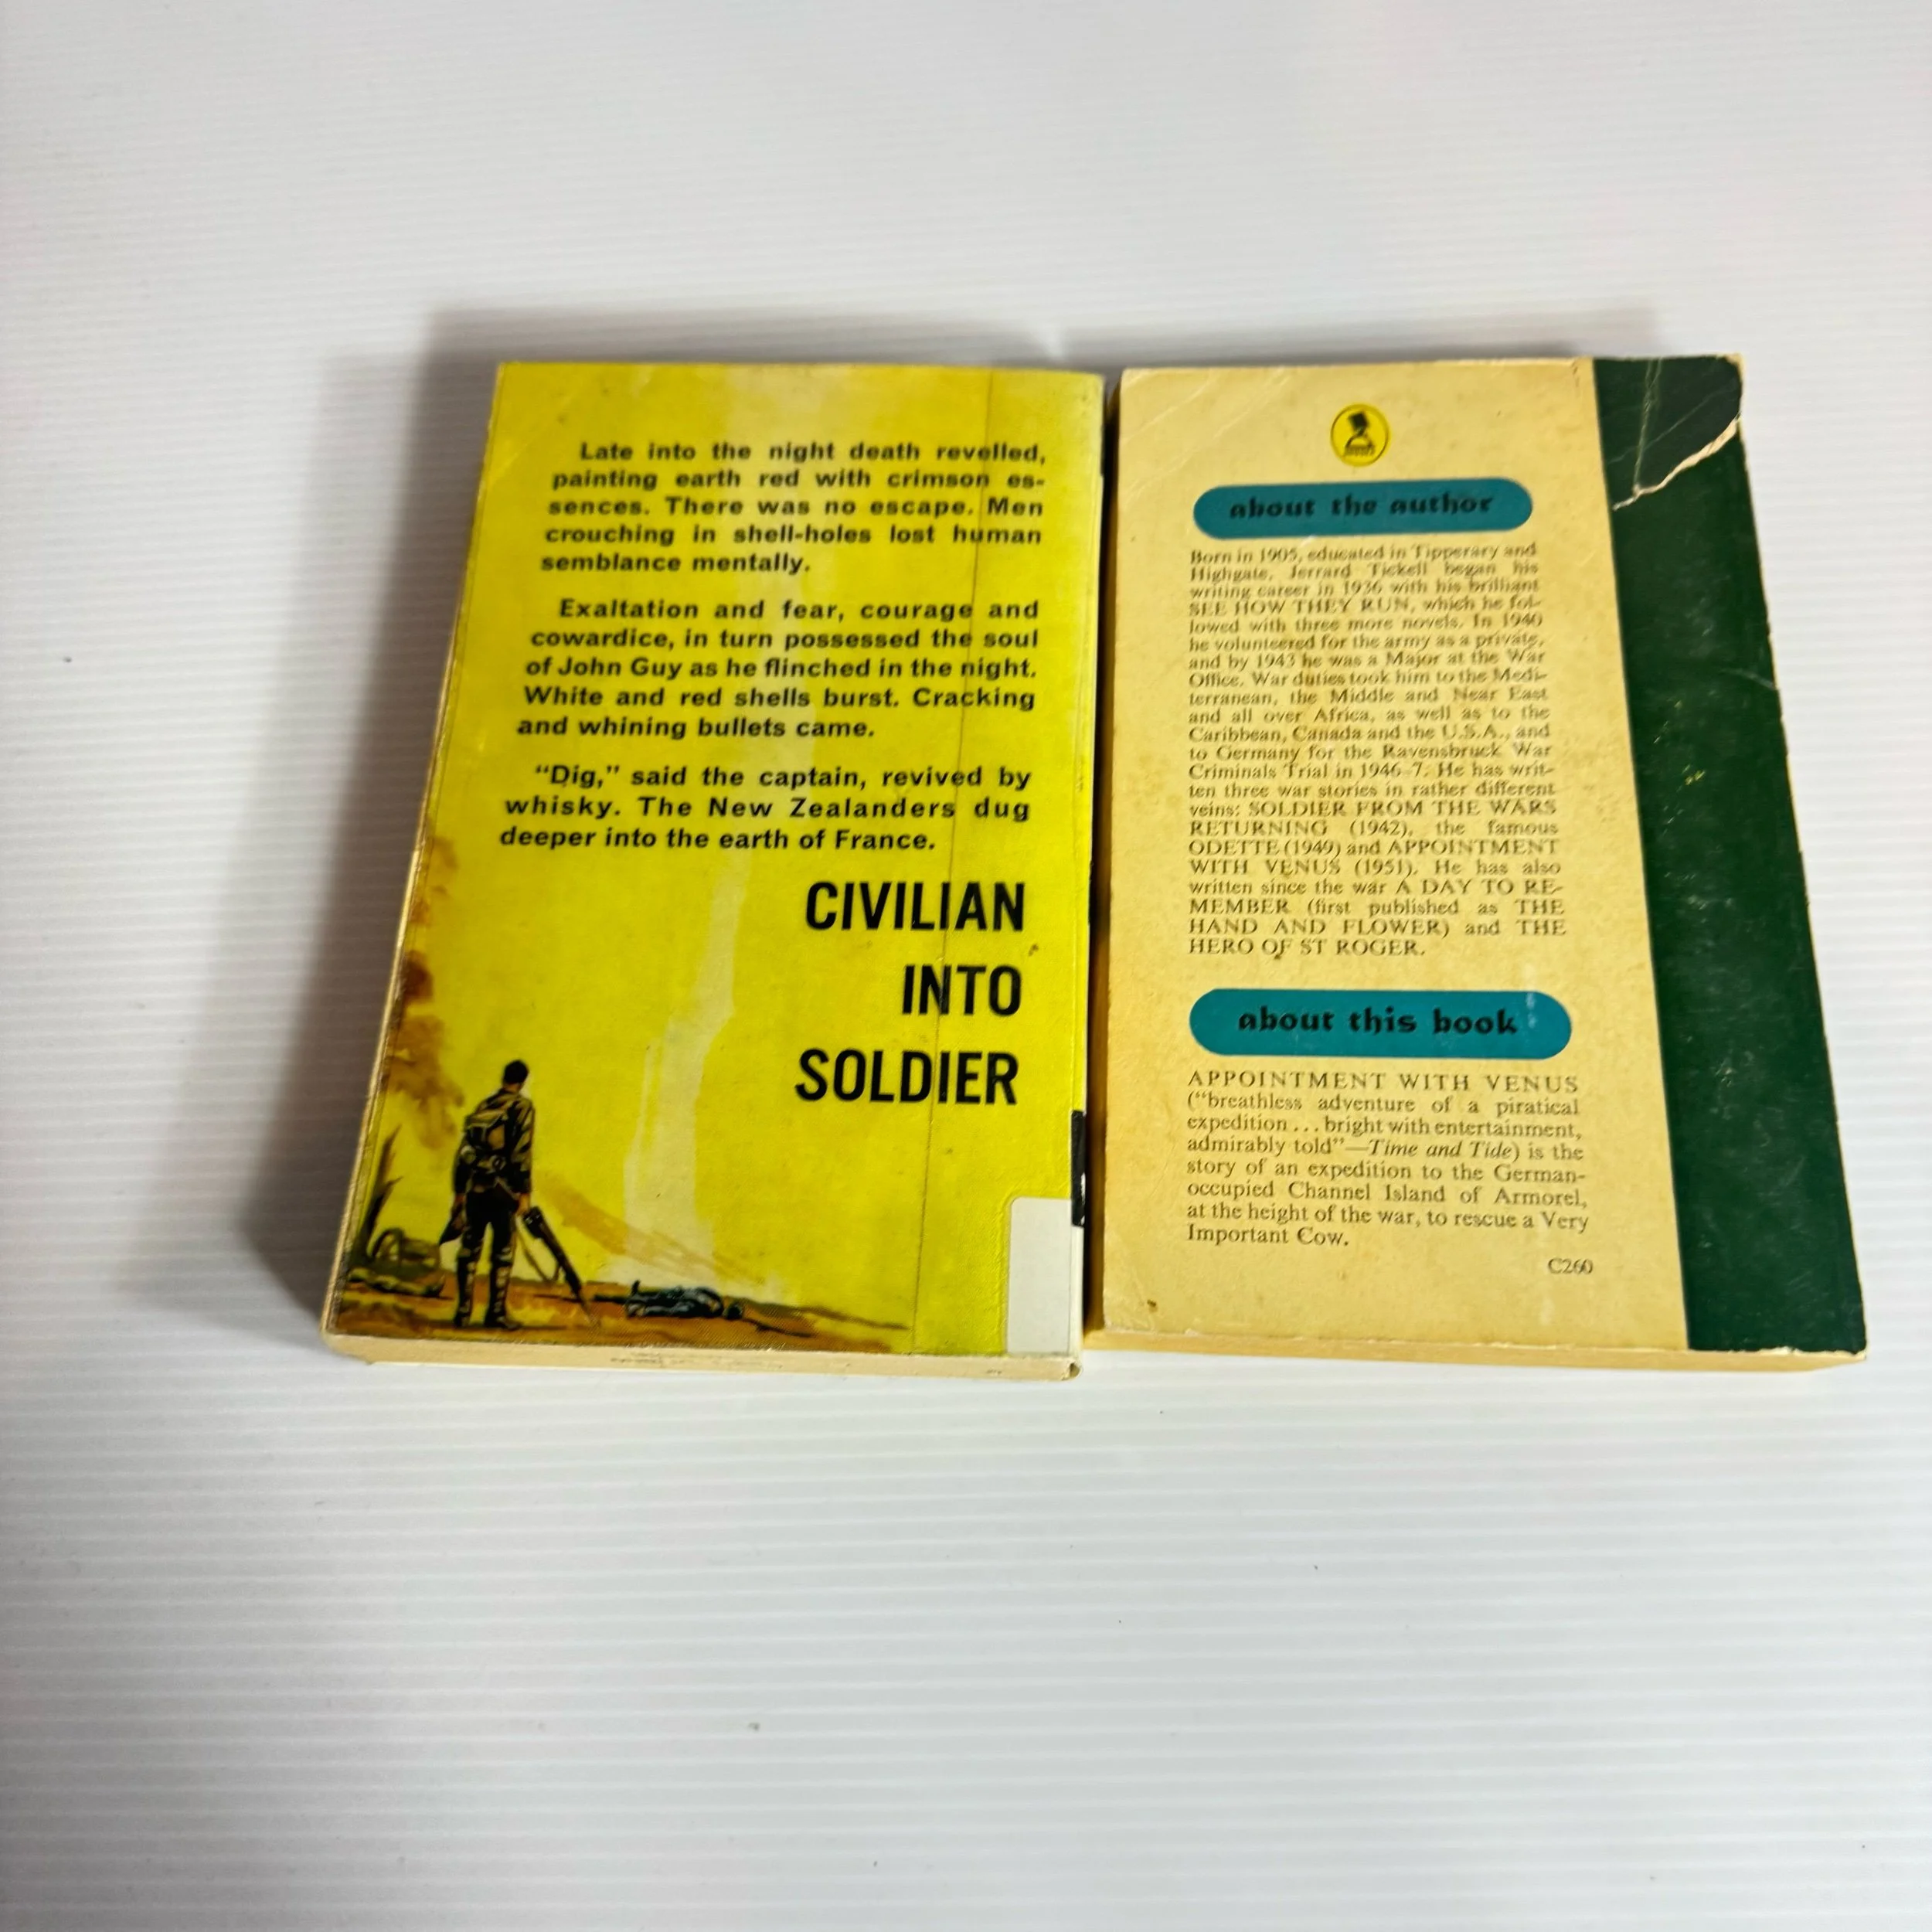 Late into the night death revelled,
painting earth red with crimson es-
sences. There was no escape. Men
crouching in shell-holes lost human
semblance mentally.
Exaltation and fear, courage and
cowardice, in turn possessed the soul
of John Guy as he flinched in the night.
White and red shells burst. Cracking
and whining bullets came.
“Dig,” said the captain, revived by
whisky. The New Zealanders dug
deeper into the earth of France.
CIVILIAN
INTO
SOLDIER
about the author
Born in 1905, educated in Tipperary and
Highgate, Jerrard Tickell began his
writing career in 1936 with his brilliant
SEE HOW THEY RUN, which he fol-
lowed with three more novels. In 1940
he volunteered for the army as a private,
and by 1943 he was a Major at the War
Office. War duties took him to the Medi-
terranean, the Middle and Near East
and all over Africa, as well as to the
Caribbean, Canada and the U.S.A., and
to Germany for the Ravensbruck War
Criminals Trial in 1946-7. He has writ-
ten three war stories in rather different
veins: SOLDIER FROM THE WARS
RETURNING (1942), the famous
ODETTE (1949) and APPOINTMENT
WITH VENUS (1951). He has also
written since the war A DAY TO RE-
MEMBER (first published as THE
HAND AND FLOWER) and THE
HERO OF ST ROGER.
about this book
APPOINTMENT WITH VENUS
(“breathless adventure of a piratical
expedition ... bright with entertainment,
admirably told”—Time and Tide) is the
story of an expedition to the German-
occupied Channel Island of Armorel,
at the height of the war, to rescue a Very
Important Cow.
C260